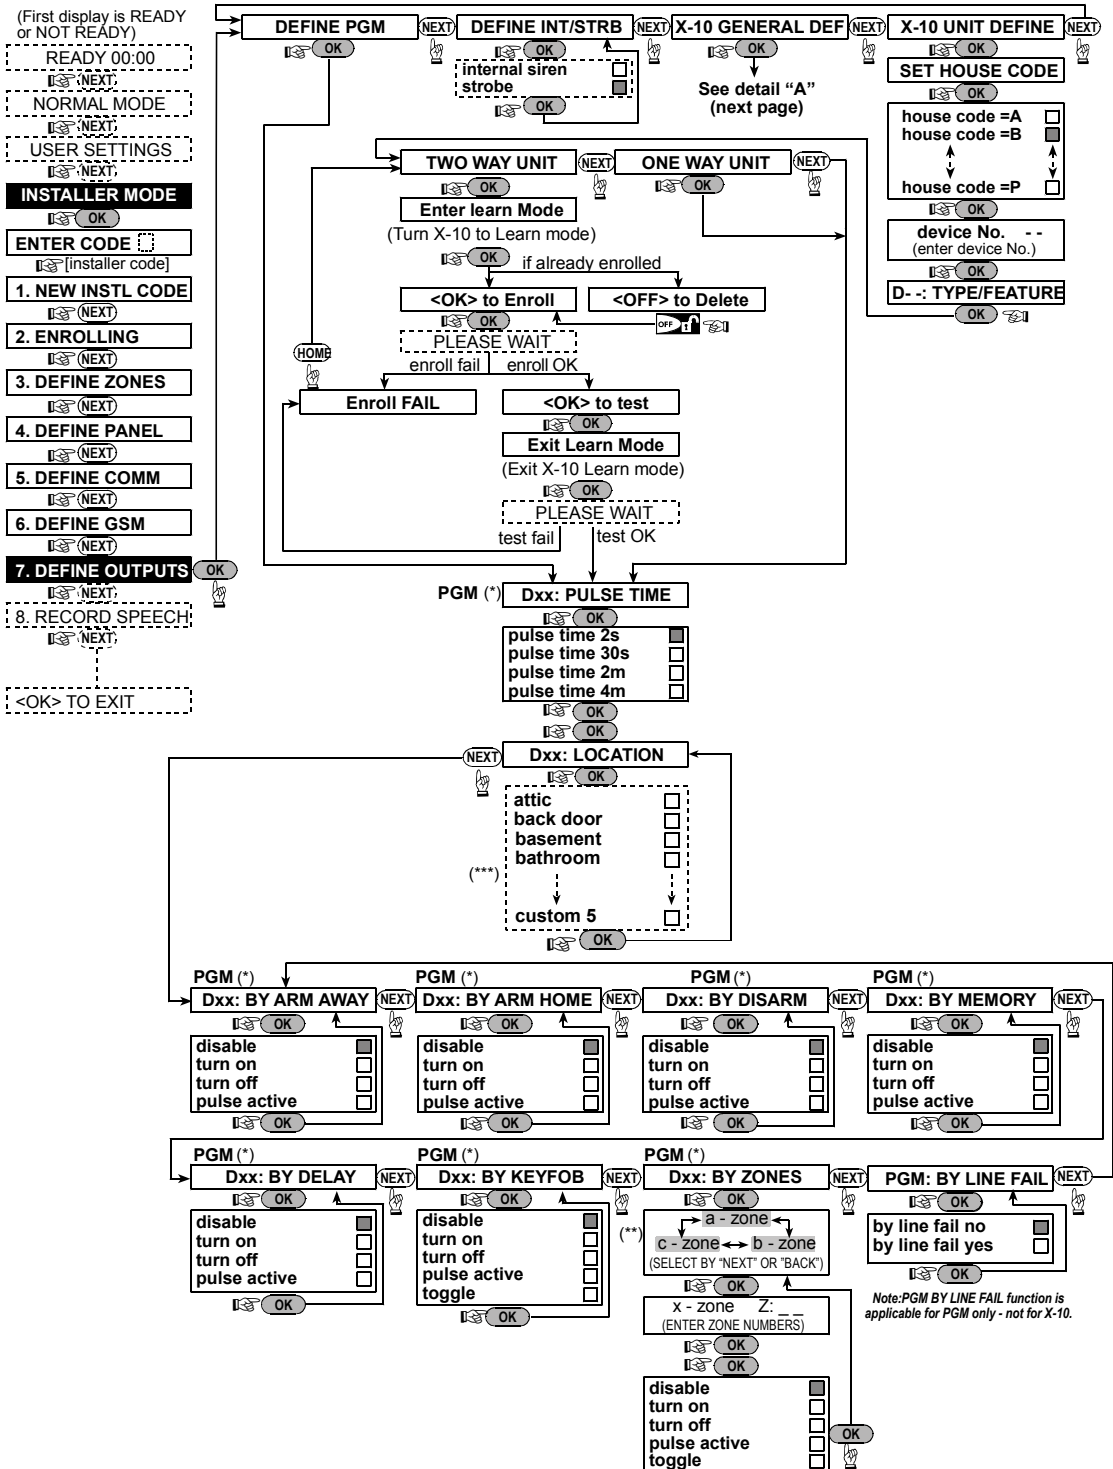 (First display is READY
or NOT READY)
READY 00:00
NEXT
NORMAL MODE
NEXT
USER SETTINGS
NEXT
INSTALLER MODE
OK
ENTER CODE
[installer code]
1. NEW INSTL CODE
NEXT
2. ENROLLING
NEXT
3. DEFINE ZONES
NEXT
4. DEFINE PANEL
NEXT
5. DEFINE COMM
NEXT
6. DEFINE GSM
NEXT
7. DEFINE OUTPUTS
OK
NEXT
8. RECORD SPEECH
NEXT
<OK> TO EXIT
DEFINE PGM
NEXT
OK
DEFINE INT/STRB
NEXT
OK
internal siren
strobe
OK
X-10 GENERAL DEF
NEXT
OK
See detail “A”
(next page)
X-10 UNIT DEFINE
NEXT
OK
SET HOUSE CODE
OK
house code =A
house code =B
house code =P
OK
device No. - -
(enter device No.)
OK
D- -: TYPE/FEATURE
OK
TWO WAY UNIT
NEXT
OK
ONE WAY UNIT
NEXT
OK
Enter learn Mode
(Turn X-10 to Learn mode)
OK
if already enrolled
<OK> to Enroll
<OFF> to Delete
OK
OFF
PLEASE WAIT
HOME
enroll fail
enroll OK
Enroll FAIL
<OK> to test
OK
Exit Learn Mode
(Exit X-10 Learn mode)
OK
PLEASE WAIT
test fail
test OK
PGM (*)
Dxx: PULSE TIME
OK
pulse time 2s
pulse time 30s
pulse time 2m
pulse time 4m
OK
OK
NEXT
Dxx: LOCATION
OK
attic
back door
basement
bathroom
(***)
custom 5
OK
PGM (*)
Dxx: BY ARM AWAY
NEXT
OK
disable
turn on
turn off
pulse active
OK
PGM (*)
Dxx: BY ARM HOME
NEXT
OK
disable
turn on
turn off
pulse active
OK
PGM (*)
Dxx: BY DISARM
NEXT
OK
disable
turn on
turn off
pulse active
OK
PGM (*)
Dxx: BY MEMORY
NEXT
OK
disable
turn on
turn off
pulse active
OK
PGM (*)
Dxx: BY DELAY
NEXT
OK
disable
turn on
turn off
pulse active
OK
PGM (*)
Dxx: BY KEYFOB
NEXT
OK
disable
turn on
turn off
pulse active
toggle
OK
PGM (*)
Dxx: BY ZONES
NEXT
OK
(**)
a - zone
c - zone
b - zone
(SELECT BY “NEXT” OR ”BACK”)
OK
x - zone Z: _ _
(ENTER ZONE NUMBERS)
OK
OK
disable
turn on
turn off
pulse active
toggle
OK
PGM: BY LINE FAIL
NEXT
OK
by line fail no
by line fail yes
OK
Note:PGM BY LINE FAIL function is
applicable for PGM only - not for X-10.